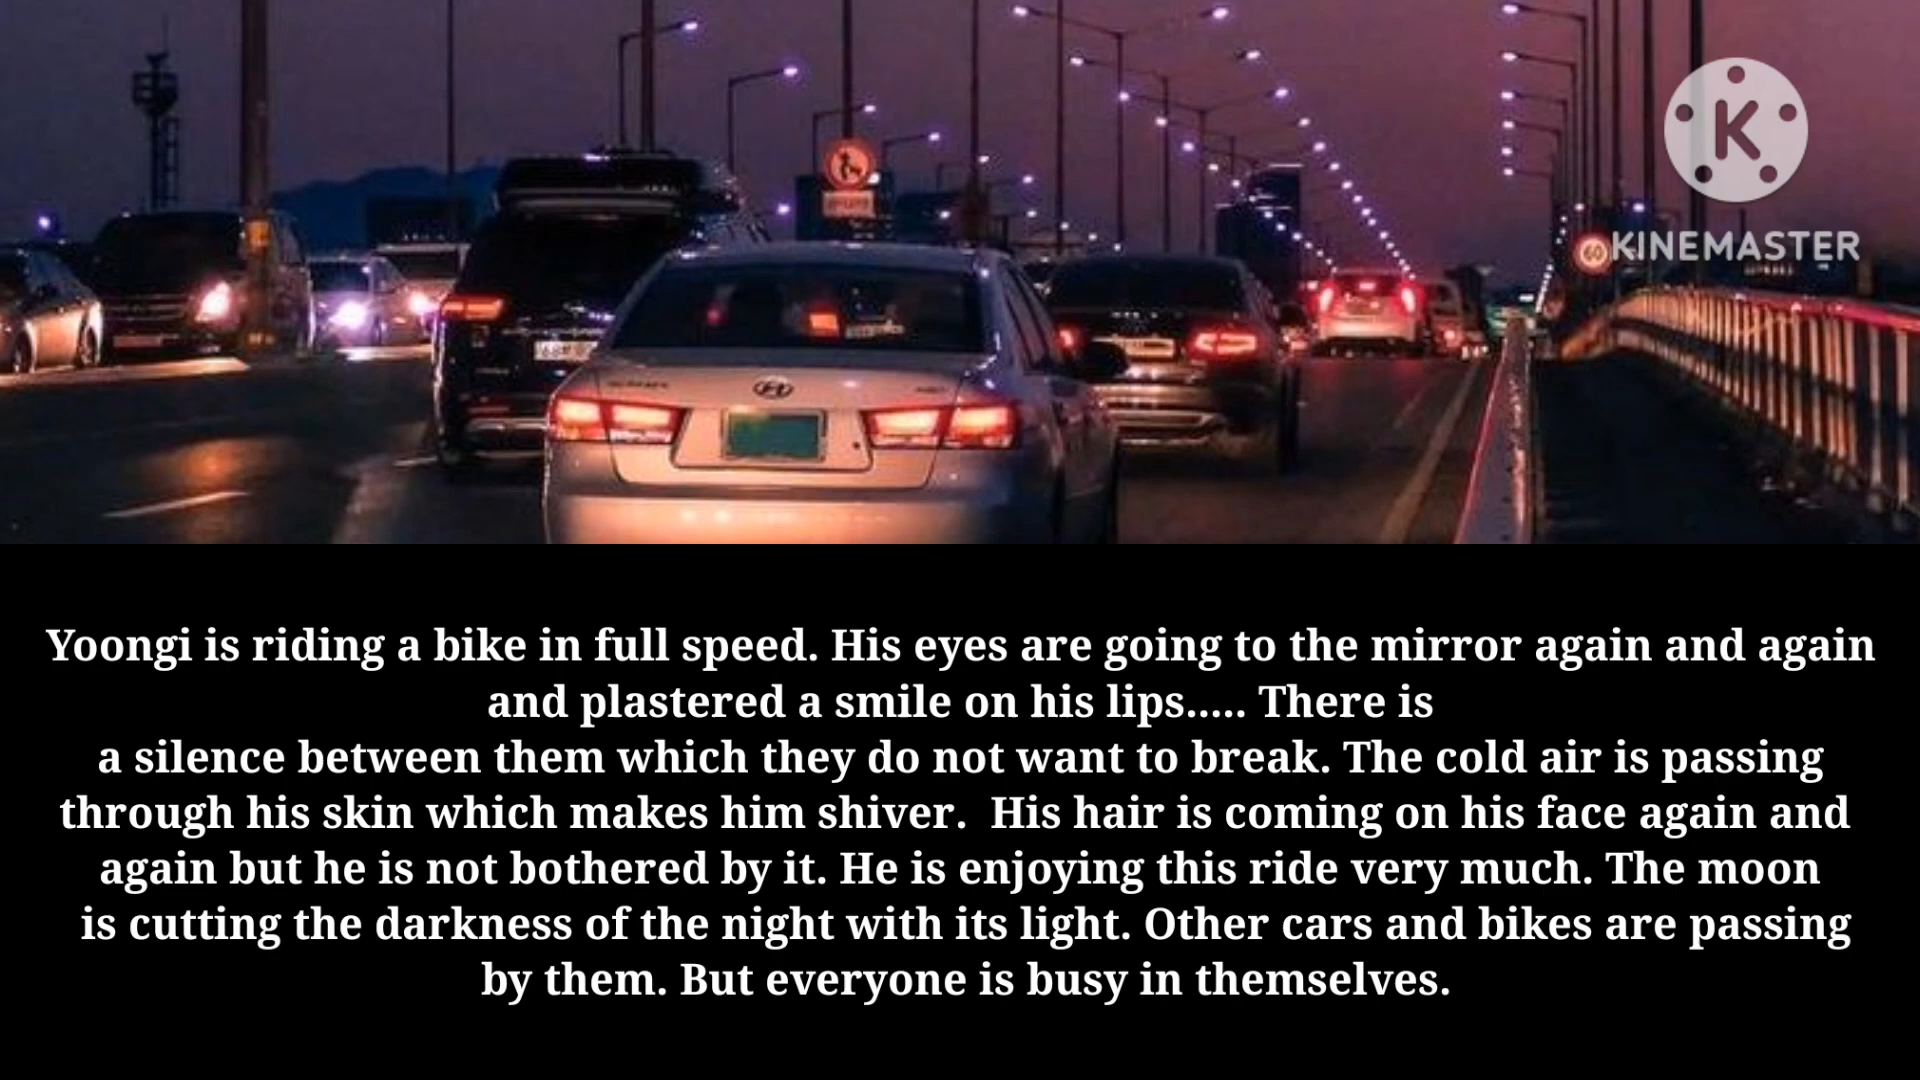 K
KINEMASTER
60
Yoongi is riding a bike in full speed. His eyes are going to the mirror again and again
and plastered a smile on his lips..... There is
a silence between them which they do not want to break. The cold air is passing
through his skin which makes him shiver.  His hair is coming on his face again and
again but he is not bothered by it. He is enjoying this ride very much. The moon
is cutting the darkness of the night with its light. Other cars and bikes are passing
by them. But everyone is busy in themselves.